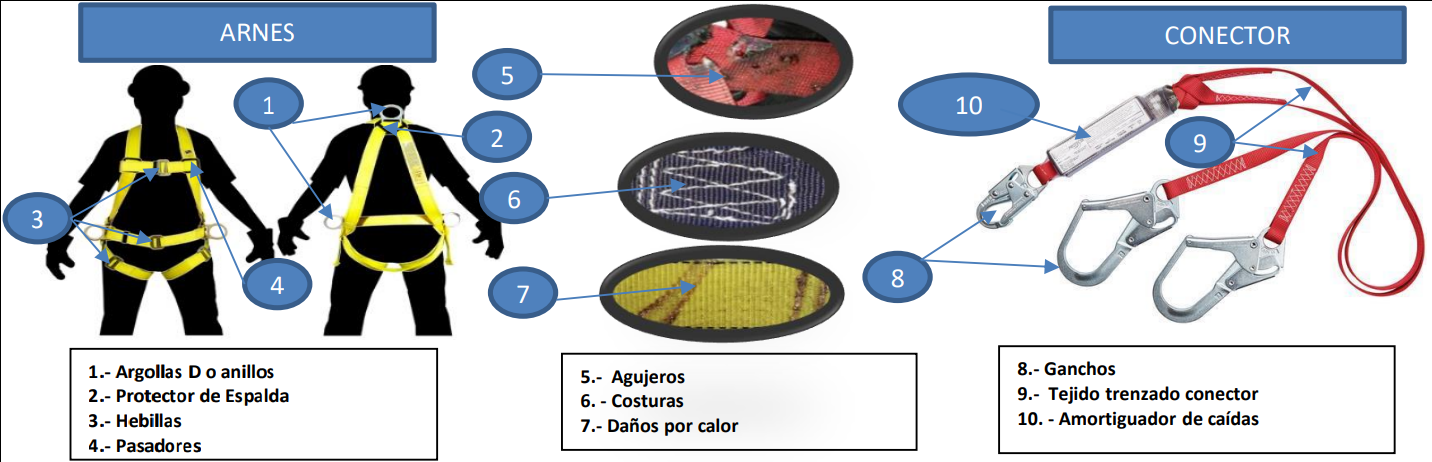 ARNES
CONECTOR
1
2
3
4
5
6
7
8
9
10
1.- Argollas D o anillos
2.- Protector de Espalda
3.- Hebillas
4.- Pasadores
5.-  Agujeros
6. - Costuras
7.- Daños por calor
8.- Ganchos
9.-  Tejido trenzado conector
10. - Amortiguador de caídas